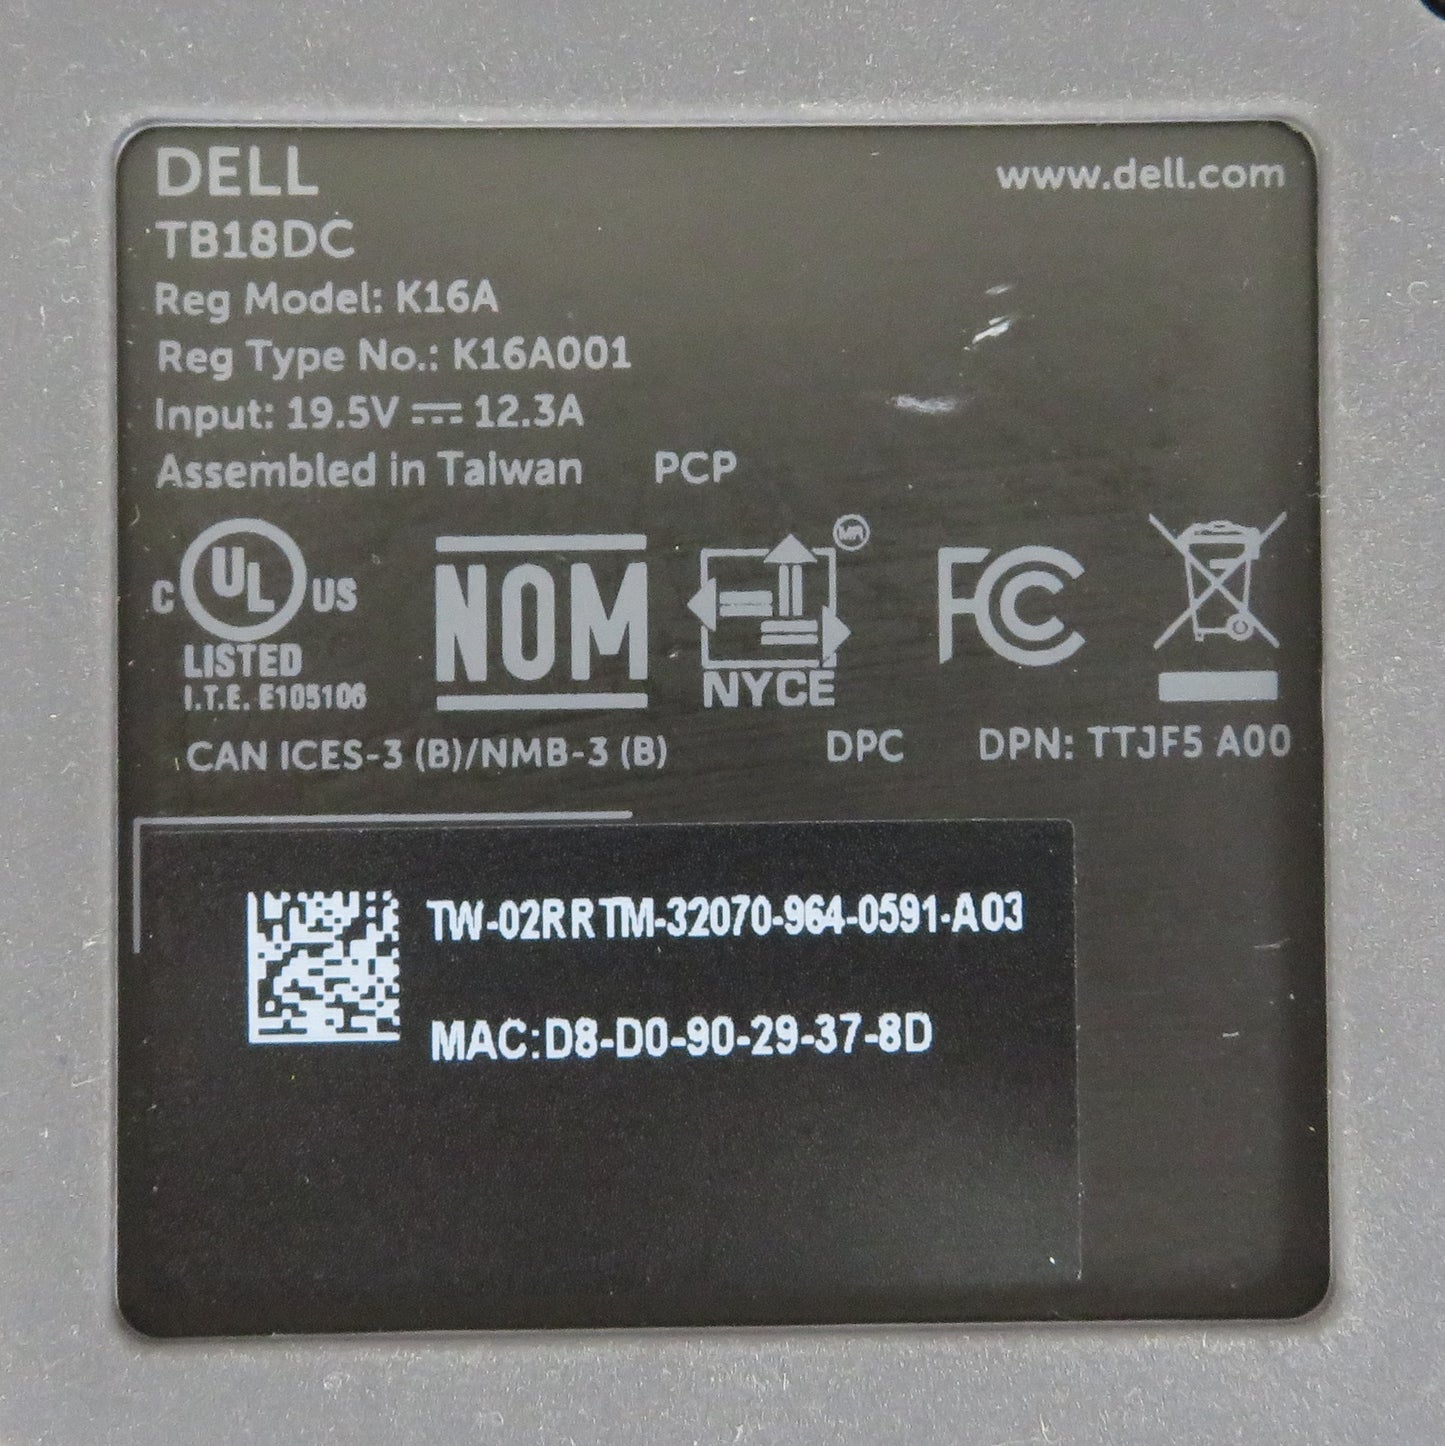 DELL
www.dell.com
TB18DC
Reg Model: K16A
Reg Type No.: K16A001
Input: 19.5V ⎓ 12.3A
Assembled in Taiwan PCP
C UL US
LISTED
I.T.E. E105106
NOM
MR
NYCE
FC
CAN ICES-3 (B)/NMB-3 (B) DPC DPN: TTJF5 A00
TW-02RRTM-32070-964-0591-A03
MAC:D8-D0-90-29-37-8D